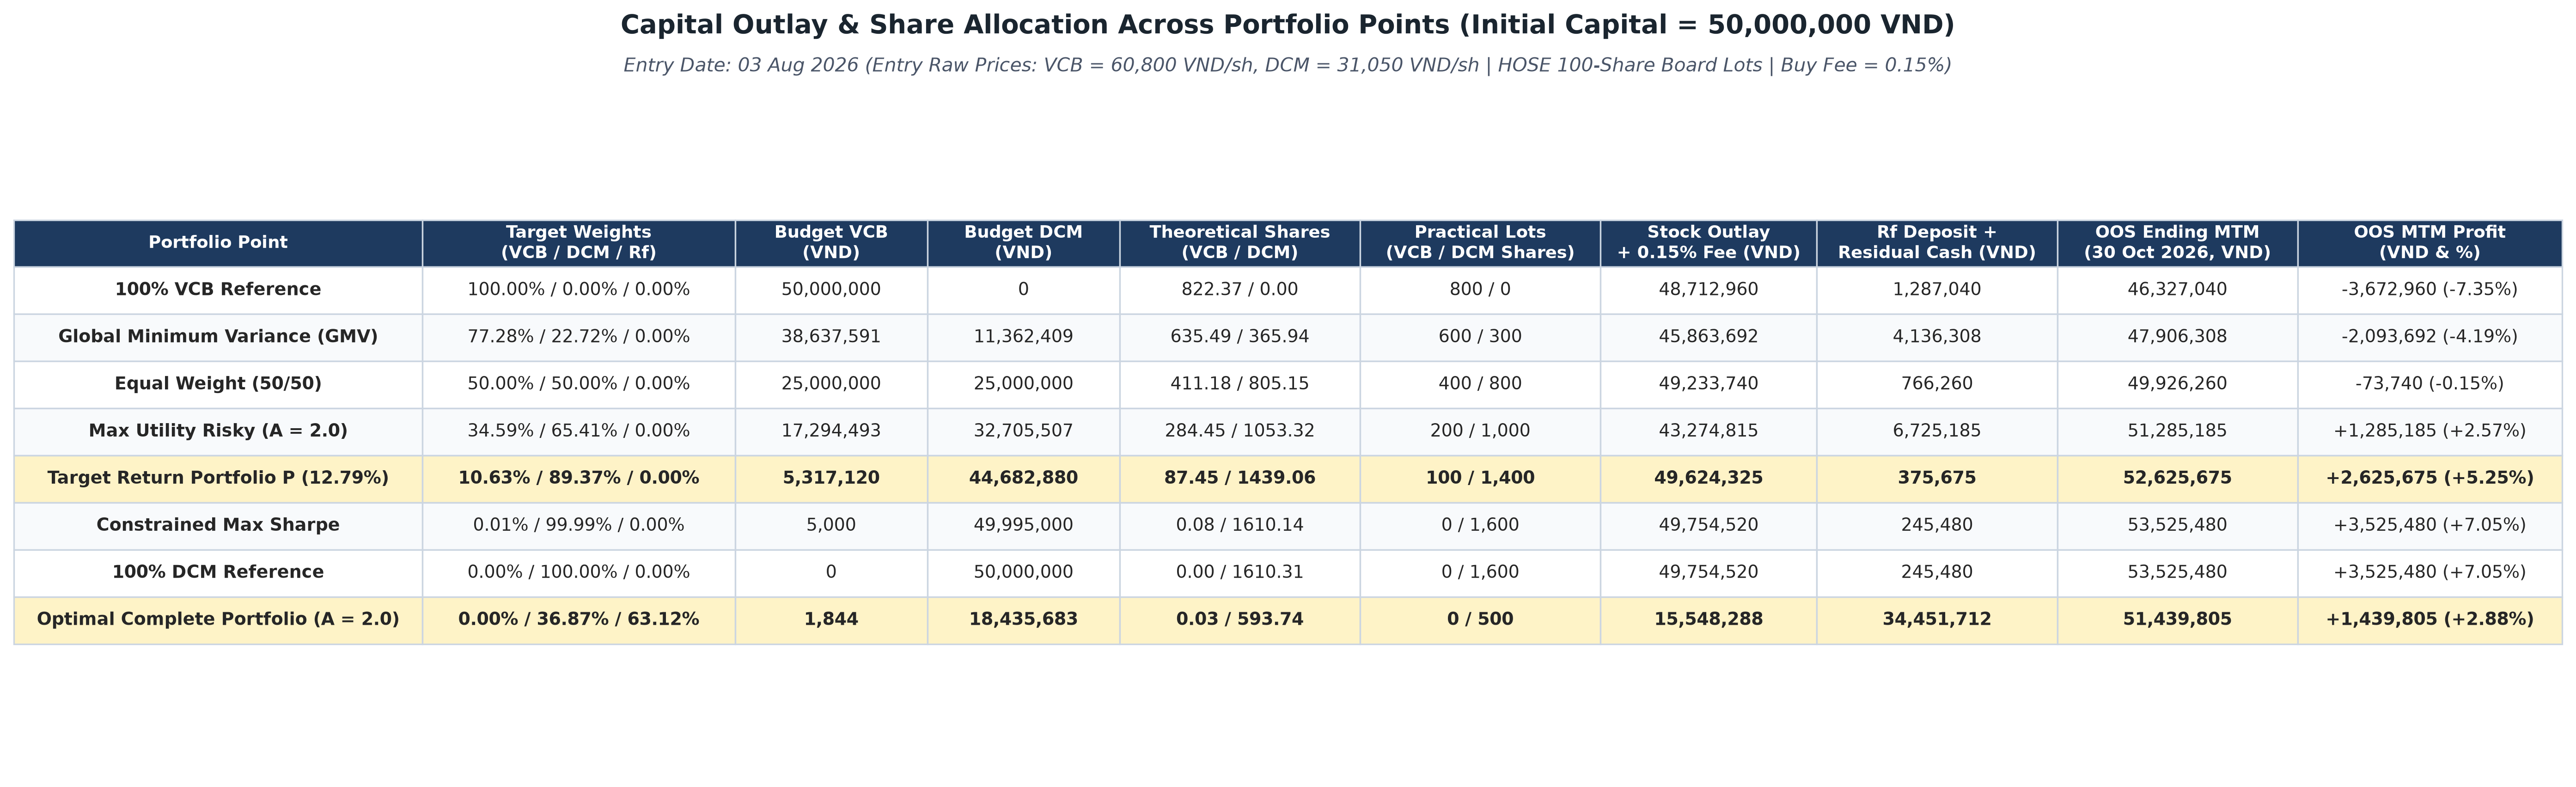 Capital Outlay & Share Allocation Across Portfolio Points (Initial Capital = 50,000,000 VND)
Entry Date: 03 Aug 2026 (Entry Raw Prices: VCB = 60,800 VND/sh, DCM = 31,050 VND/sh | HOSE 100-Share Board Lots | Buy Fee = 0.15%)
Portfolio Point | Target Weights (VCB / DCM / Rf) | Budget VCB (VND) | Budget DCM (VND) | Theoretical Shares (VCB / DCM) | Practical Lots (VCB / DCM Shares) | Stock Outlay + 0.15% Fee (VND) | Rf Deposit + Residual Cash (VND) | OOS Ending MTM (30 Oct 2026, VND) | OOS MTM Profit (VND & %)
100% VCB Reference | 100.00% / 0.00% / 0.00% | 50,000,000 | 0 | 822.37 / 0.00 | 800 / 0 | 48,712,960 | 1,287,040 | 46,327,040 | -3,672,960 (-7.35%)
Global Minimum Variance (GMV) | 77.28% / 22.72% / 0.00% | 38,637,591 | 11,362,409 | 635.49 / 365.94 | 600 / 300 | 45,863,692 | 4,136,308 | 47,906,308 | -2,093,692 (-4.19%)
Equal Weight (50/50) | 50.00% / 50.00% / 0.00% | 25,000,000 | 25,000,000 | 411.18 / 805.15 | 400 / 800 | 49,233,740 | 766,260 | 49,926,260 | -73,740 (-0.15%)
Max Utility Risky (A = 2.0) | 34.59% / 65.41% / 0.00% | 17,294,493 | 32,705,507 | 284.45 / 1053.32 | 200 / 1,000 | 43,274,815 | 6,725,185 | 51,285,185 | +1,285,185 (+2.57%)
Target Return Portfolio P (12.79%) | 10.63% / 89.37% / 0.00% | 5,317,120 | 44,682,880 | 87.45 / 1439.06 | 100 / 1,400 | 49,624,325 | 375,675 | 52,625,675 | +2,625,675 (+5.25%)
Constrained Max Sharpe | 0.01% / 99.99% / 0.00% | 5,000 | 49,995,000 | 0.08 / 1610.14 | 0 / 1,600 | 49,754,520 | 245,480 | 53,525,480 | +3,525,480 (+7.05%)
100% DCM Reference | 0.00% / 100.00% / 0.00% | 0 | 50,000,000 | 0.00 / 1610.31 | 0 / 1,600 | 49,754,520 | 245,480 | 53,525,480 | +3,525,480 (+7.05%)
Optimal Complete Portfolio (A = 2.0) | 0.00% / 36.87% / 63.12% | 1,844 | 18,435,683 | 0.03 / 593.74 | 0 / 500 | 15,548,288 | 34,451,712 | 51,439,805 | +1,439,805 (+2.88%)